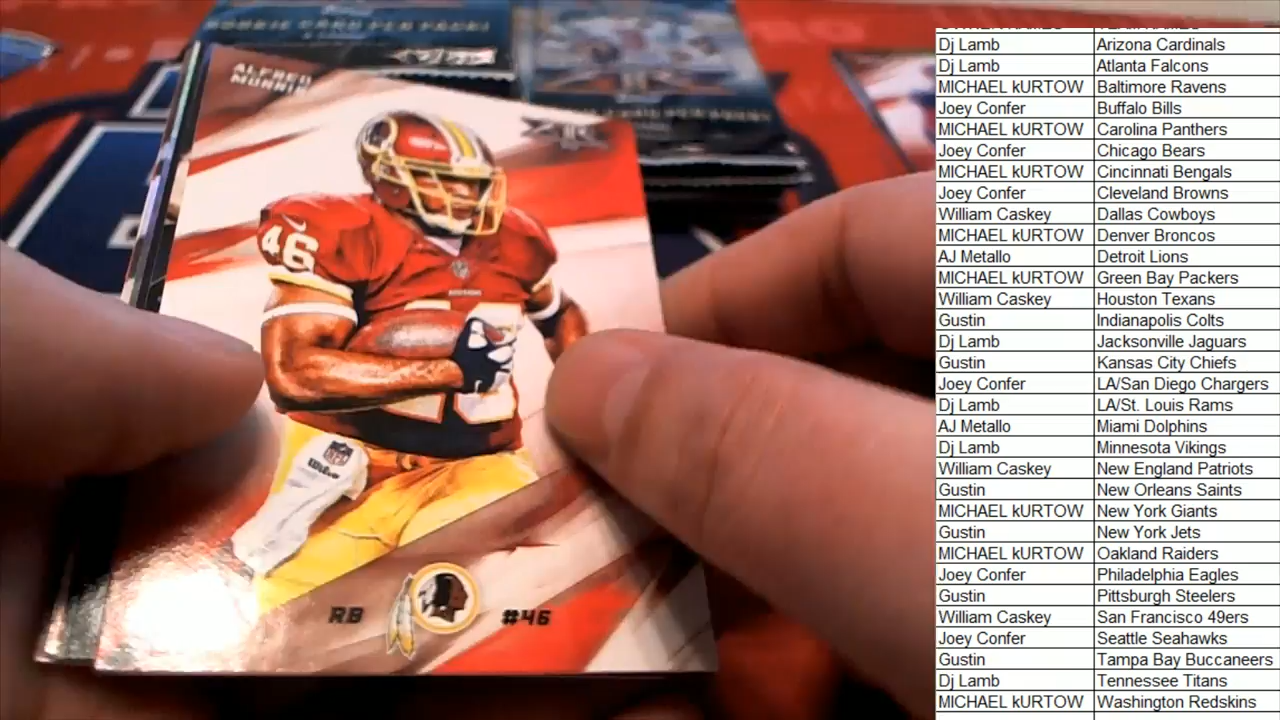 ROOKIE CARD PER PACK!
ALFRED
MORRIS
46
Wilson
RB
#46
Dj Lamb Arizona Cardinals
Dj Lamb Atlanta Falcons
MICHAEL kURTOW Baltimore Ravens
Joey Confer Buffalo Bills
MICHAEL kURTOW Carolina Panthers
Joey Confer Chicago Bears
MICHAEL kURTOW Cincinnati Bengals
Joey Confer Cleveland Browns
William Caskey Dallas Cowboys
MICHAEL kURTOW Denver Broncos
AJ Metallo Detroit Lions
MICHAEL kURTOW Green Bay Packers
William Caskey Houston Texans
Gustin Indianapolis Colts
Dj Lamb Jacksonville Jaguars
Gustin Kansas City Chiefs
Joey Confer LA/San Diego Chargers
Dj Lamb LA/St. Louis Rams
AJ Metallo Miami Dolphins
Dj Lamb Minnesota Vikings
William Caskey New England Patriots
Gustin New Orleans Saints
MICHAEL kURTOW New York Giants
Gustin New York Jets
MICHAEL kURTOW Oakland Raiders
Joey Confer Philadelphia Eagles
Gustin Pittsburgh Steelers
William Caskey San Francisco 49ers
Joey Confer Seattle Seahawks
Gustin Tampa Bay Buccaneers
Dj Lamb Tennessee Titans
MICHAEL kURTOW Washington Redskins